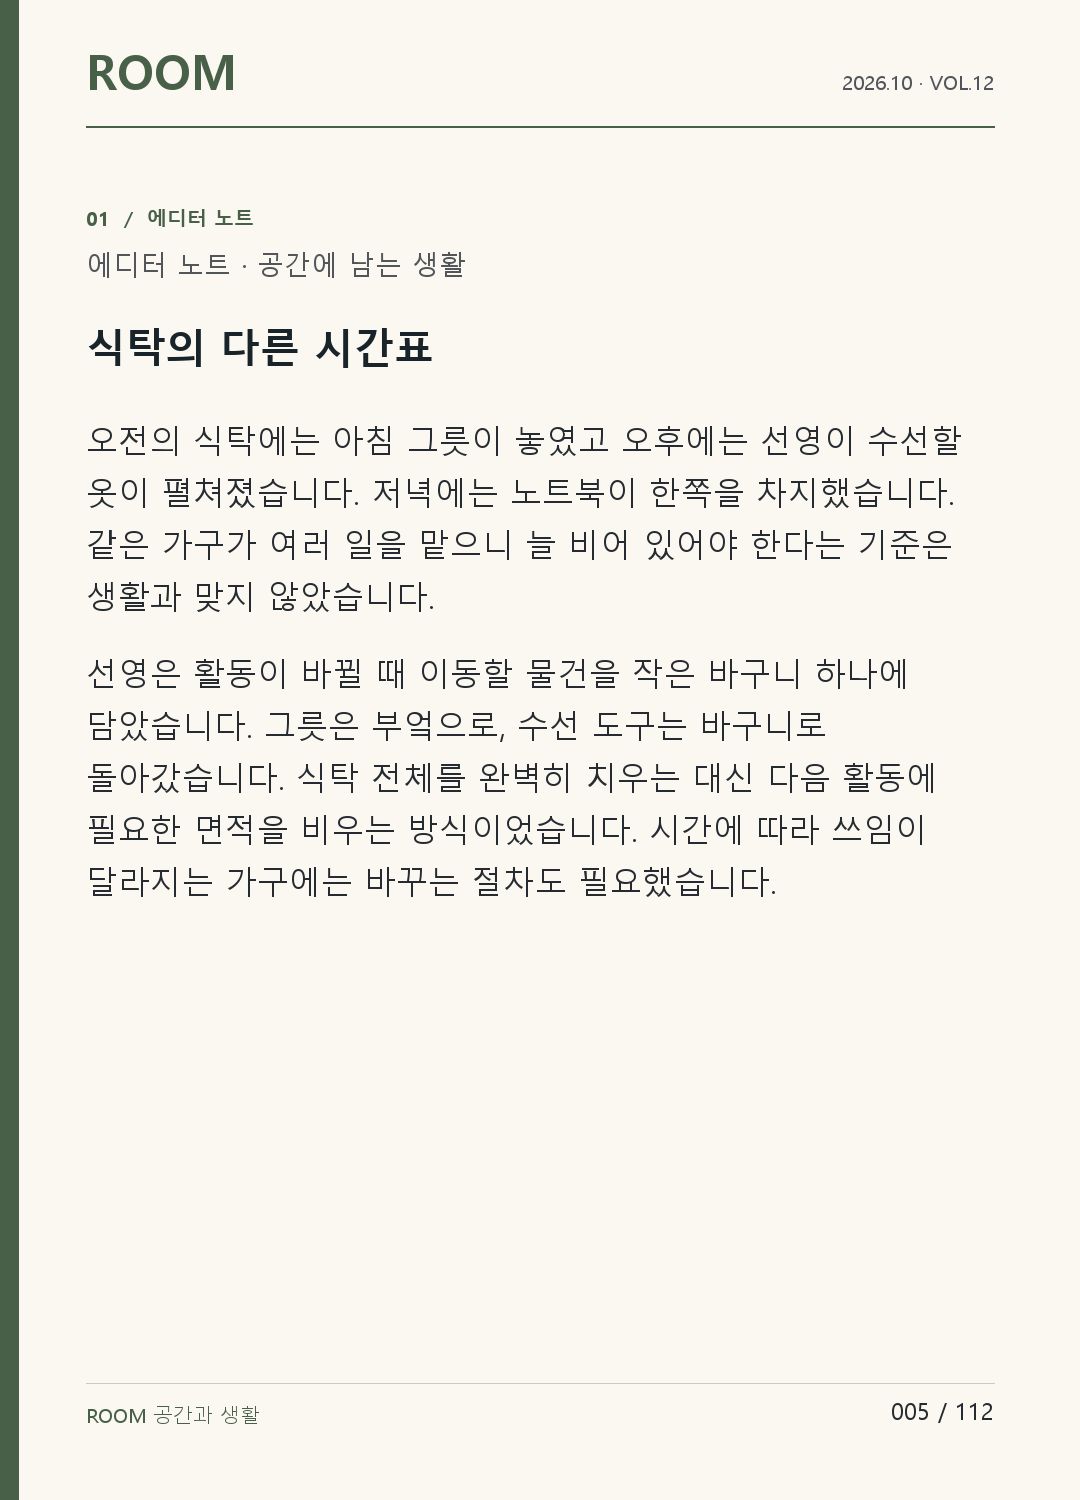 ROOM
2026.10 · VOL.12
01 / 에디터 노트
에디터 노트 · 공간에 남는 생활
식탁의 다른 시간표
오전의 식탁에는 아침 그릇이 놓였고 오후에는 선영이 수선할
옷이 펼쳐졌습니다. 저녁에는 노트북이 한쪽을 차지했습니다.
같은 가구가 여러 일을 맡으니 늘 비어 있어야 한다는 기준은
생활과 맞지 않았습니다.
선영은 활동이 바뀔 때 이동할 물건을 작은 바구니 하나에
담았습니다. 그릇은 부엌으로, 수선 도구는 바구니로
돌아갔습니다. 식탁 전체를 완벽히 치우는 대신 다음 활동에
필요한 면적을 비우는 방식이었습니다. 시간에 따라 쓰임이
달라지는 가구에는 바꾸는 절차도 필요했습니다.
ROOM 공간과 생활
005 / 112